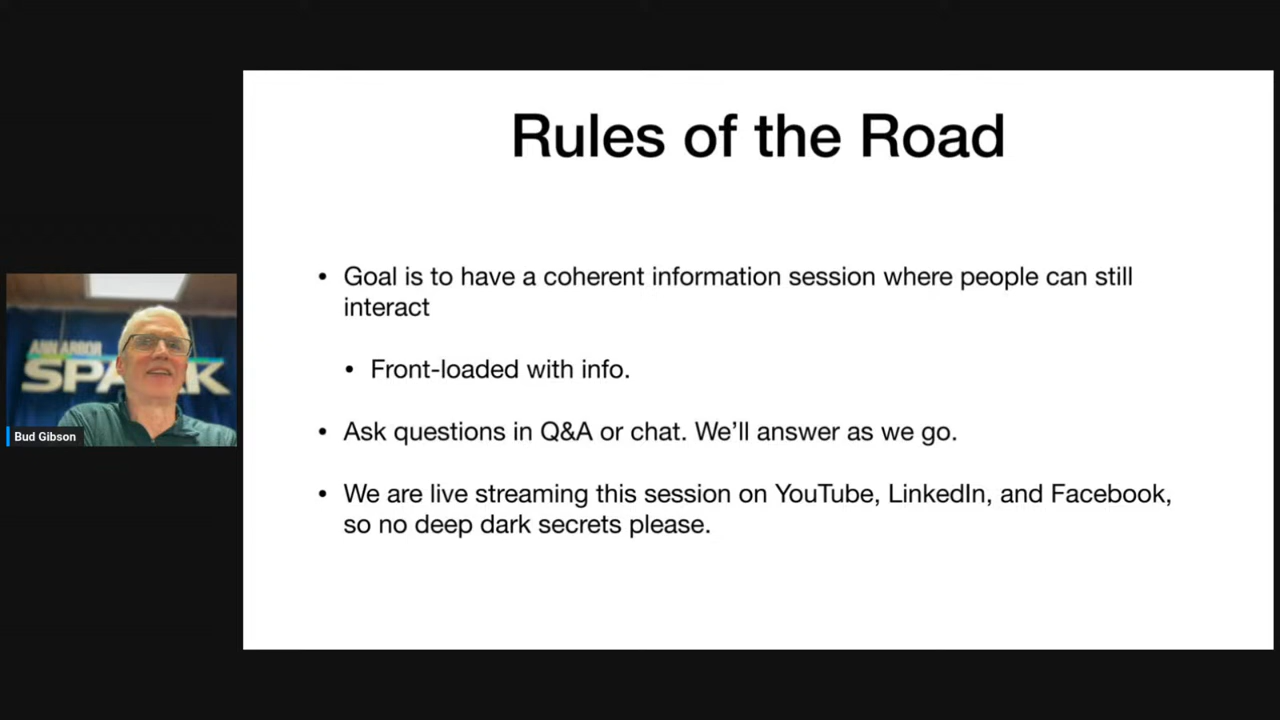 Rules of the Road
• Goal is to have a coherent information session where people can still
interact
• Front-loaded with info.
• Ask questions in Q&A or chat. We’ll answer as we go.
• We are live streaming this session on YouTube, LinkedIn, and Facebook,
so no deep dark secrets please.
ANN ARBOR
SPARK
Bud Gibson